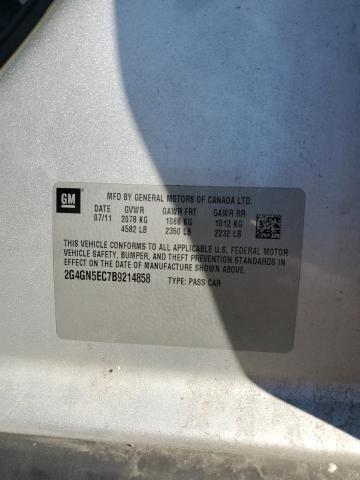 GM
MFD BY GENERAL MOTORS OF CANADA LTD.
DATE GVWR GAWR FRT GAWR RR
07/11 2078 KG 1066 KG 1012 KG
4582 LB 2350 LB 2232 LB
THIS VEHICLE CONFORMS TO ALL APPLICABLE U.S. FEDERAL MOTOR
VEHICLE SAFETY, BUMPER, AND THEFT PREVENTION STANDARDS IN
EFFECT ON THE DATE OF MANUFACTURE SHOWN ABOVE.
2G4GN5EC7B9214858 TYPE: PASS CAR